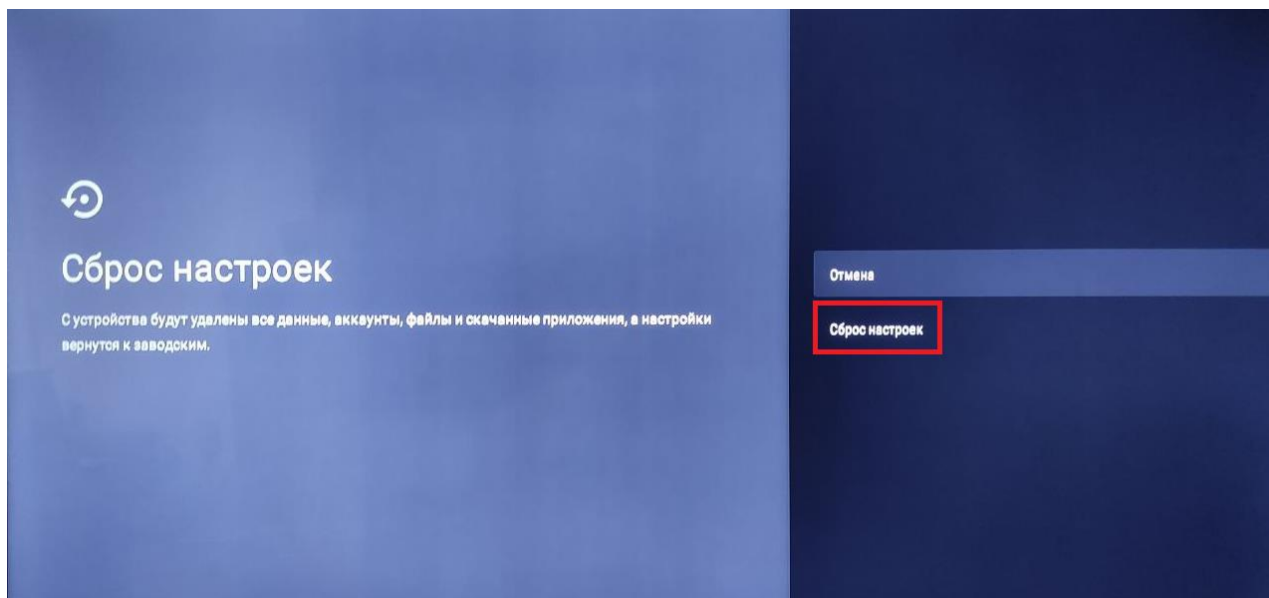 Сброс настроек
С устройства будут удалены все данные, аккаунты, файлы и скачанные приложения, а настройки
вернутся к заводским.
Отмена
Сброс настроек